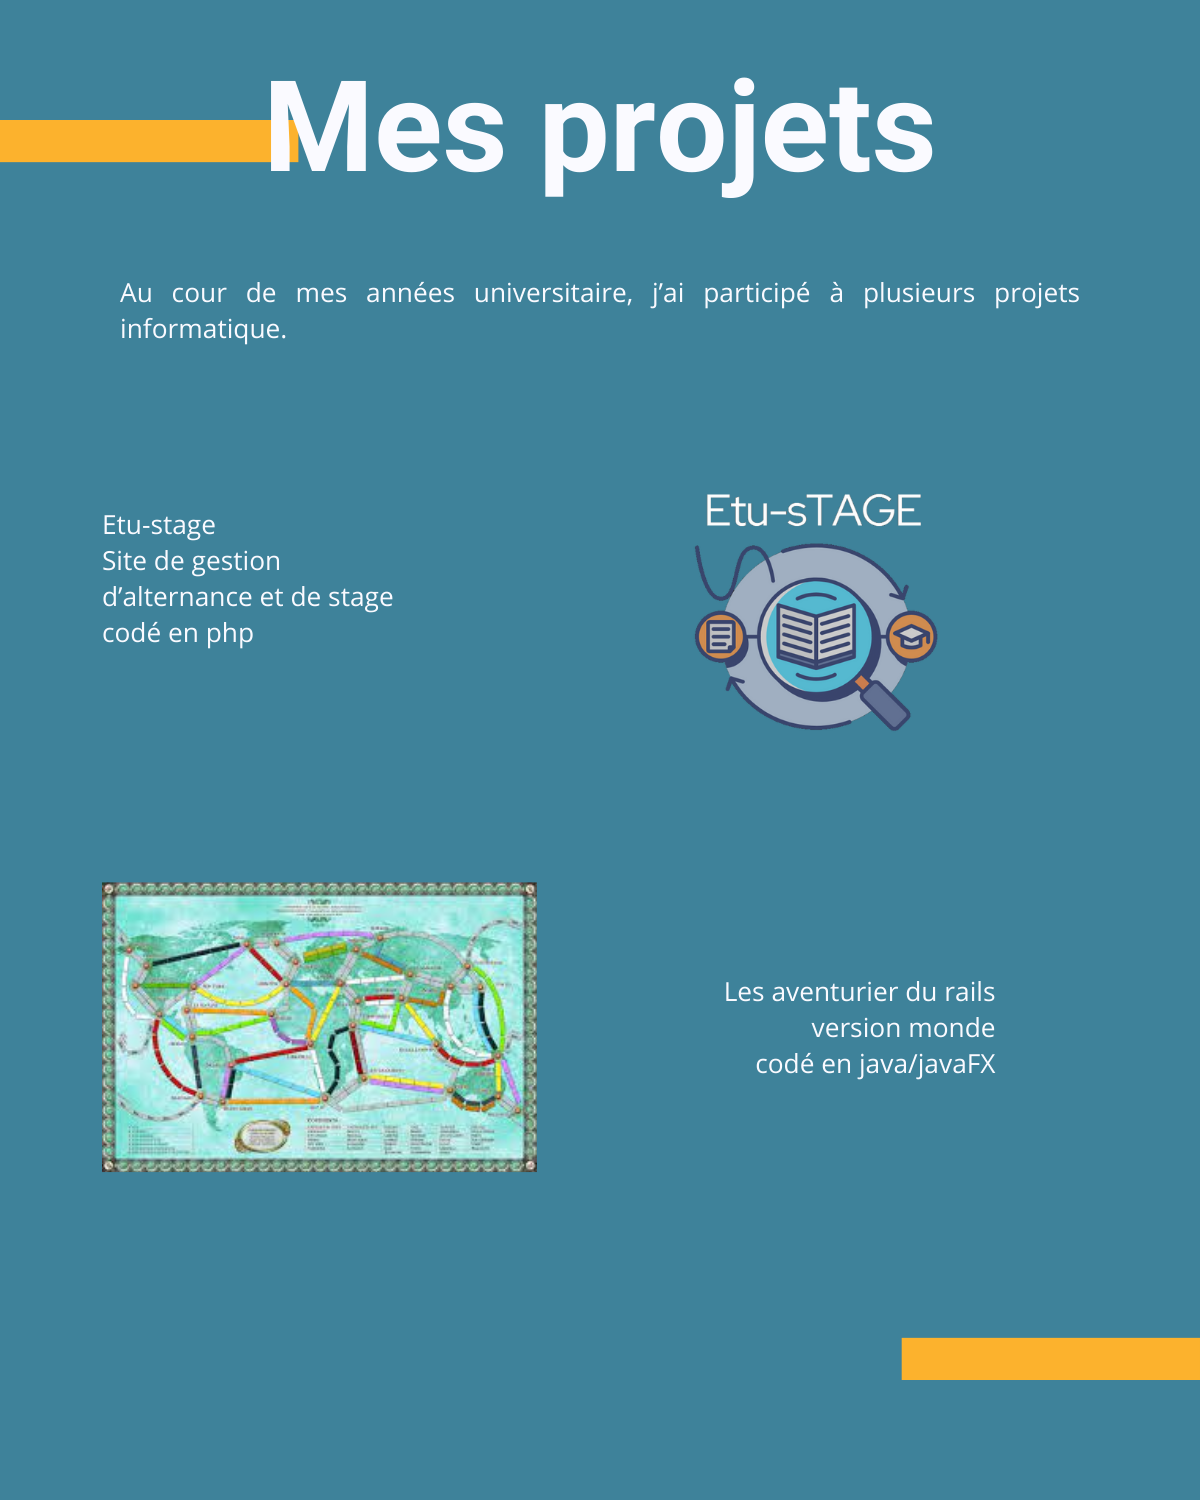 Mes projets
Au cour de mes années universitaire, j’ai participé à plusieurs projets
informatique.
Etu-stage
Site de gestion
d’alternance et de stage
codé en php
Etu-sTAGE
Les aventurier du rails
version monde
codé en java/javaFX